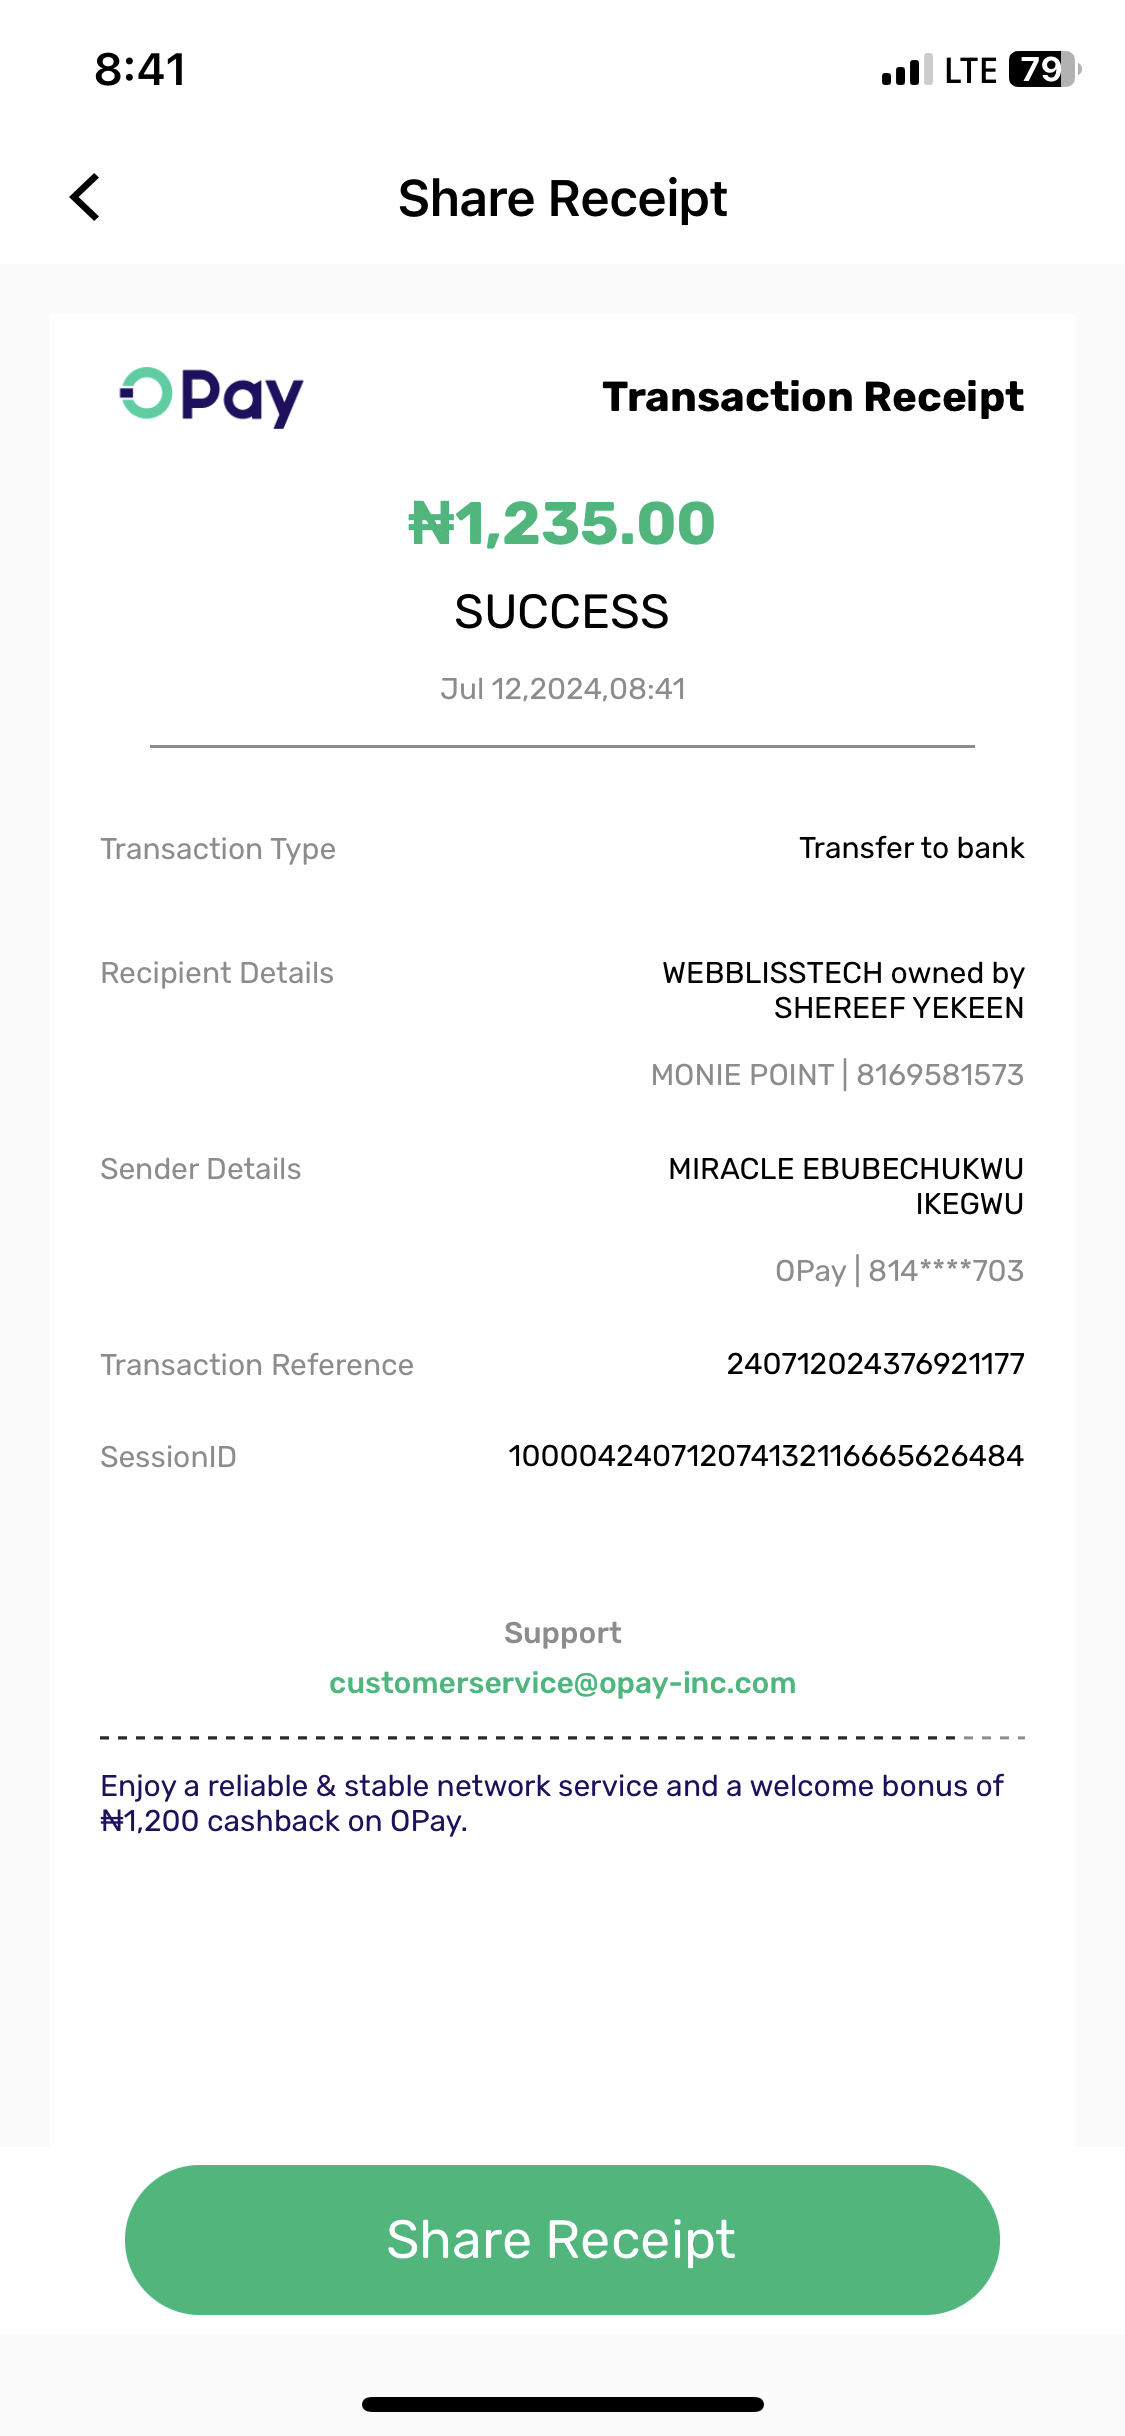 8:41
LTE 79
Share Receipt
OPay
Transaction Receipt
₦1,235.00
SUCCESS
Jul 12,2024,08:41
Transaction Type
Transfer to bank
Recipient Details
WEBBLISSTECH owned by
SHEREEF YEKEEN
MONIE POINT | 8169581573
Sender Details
MIRACLE EBUBECHUKWU
IKEGWU
OPay | 814****703
Transaction Reference
240712024376921177
SessionID
100004240712074132116665626484
Support
customerservice@opay-inc.com
Enjoy a reliable & stable network service and a welcome bonus of
₦1,200 cashback on OPay.
Share Receipt